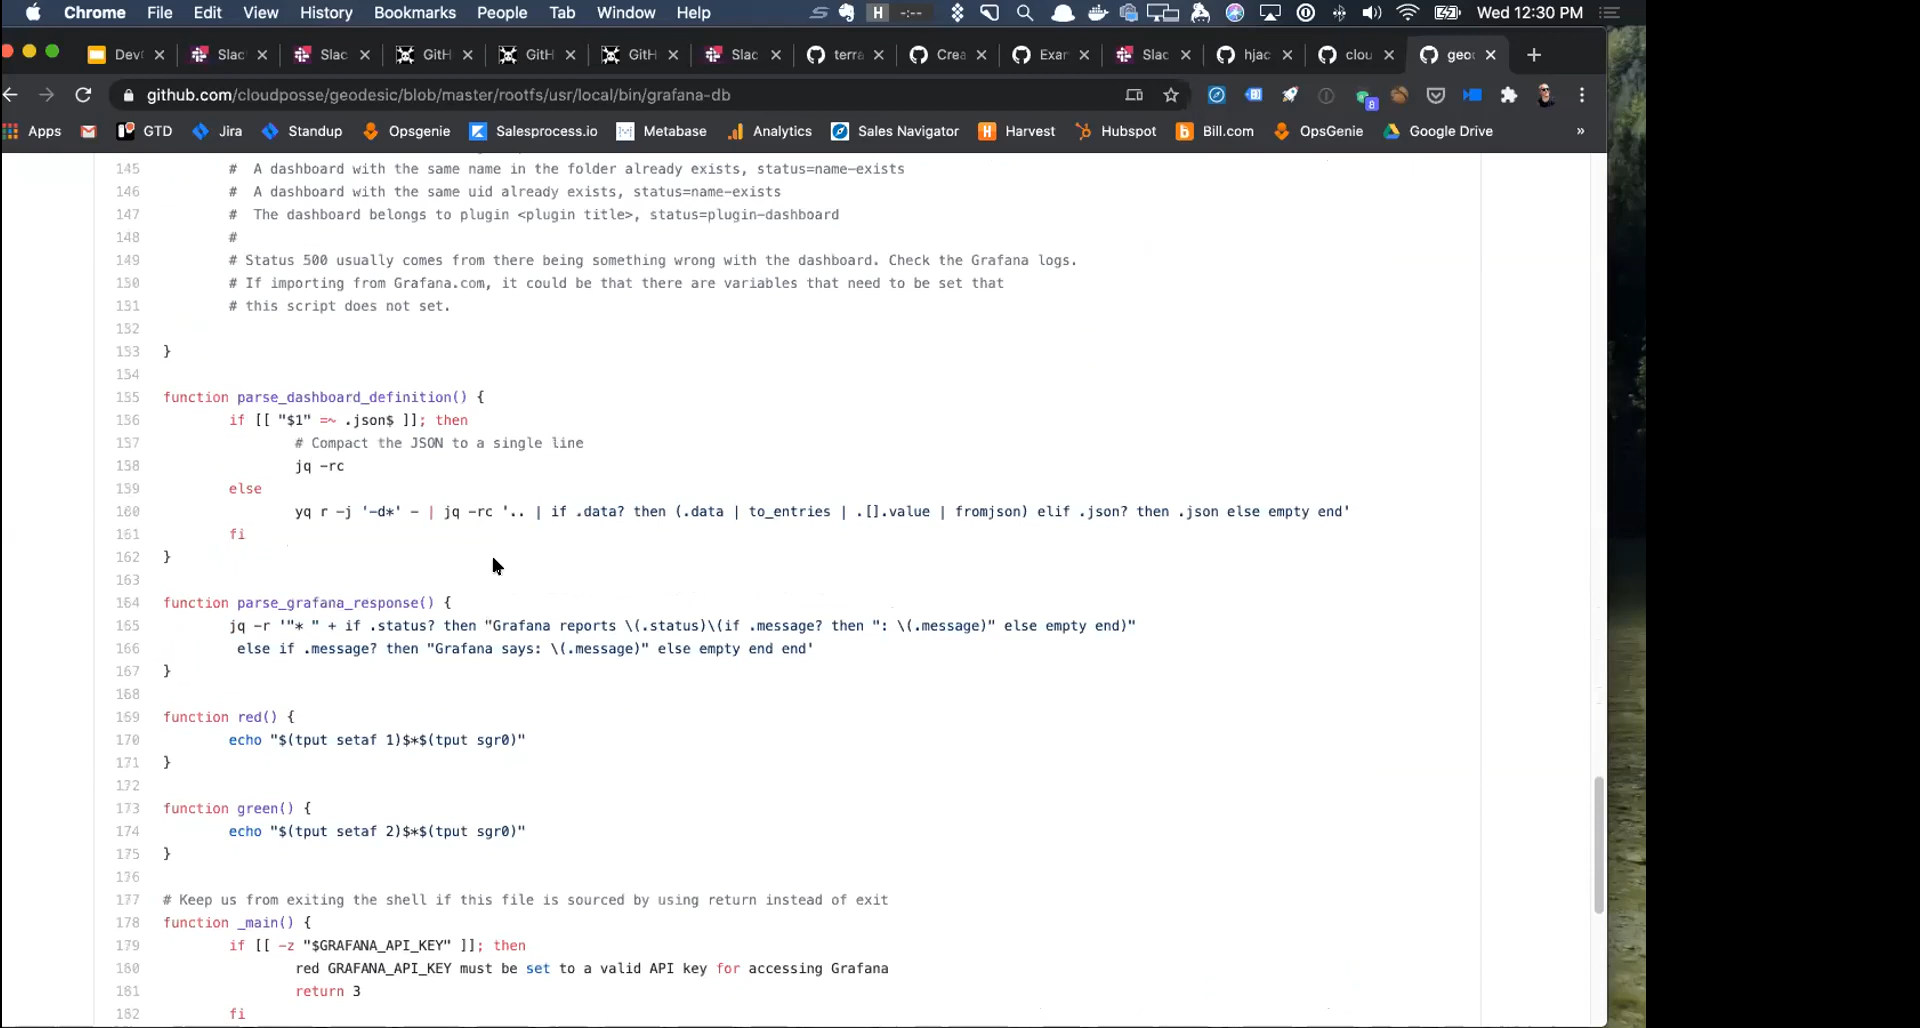 Chrome File Edit View History Bookmarks People Tab Window Help H -:-- Wed 12:30 PM
Dev Slac Slac GitH GitH GitH Slac terra Crea Exar Slac hjac clou geo
github.com/cloudposse/geodesic/blob/master/rootfs/usr/local/bin/grafana-db
Apps GTD Jira Standup Opsgenie Salesprocess.io Metabase Analytics Sales Navigator Harvest Hubspot Bill.com OpsGenie Google Drive »
145 # A dashboard with the same name in the folder already exists, status=name-exists
146 # A dashboard with the same uid already exists, status=name-exists
147 # The dashboard belongs to plugin <plugin title>, status=plugin-dashboard
148 #
149 # Status 500 usually comes from there being something wrong with the dashboard. Check the Grafana logs.
150 # If importing from Grafana.com, it could be that there are variables that need to be set that
151 # this script does not set.
152
153 }
154
155 function parse_dashboard_definition() {
156 if [[ "$1" =~ .json$ ]]; then
157 # Compact the JSON to a single line
158 jq -rc
159 else
160 yq r -j '-d*' - | jq -rc '.. | if .data? then (.data | to_entries | .[].value | fromjson) elif .json? then .json else empty end'
161 fi
162 }
163
164 function parse_grafana_response() {
165 jq -r '"* " + if .status? then "Grafana reports \(.status)\(if .message? then ": \(.message)" else empty end)"
166 else if .message? then "Grafana says: \(.message)" else empty end end'
167 }
168
169 function red() {
170 echo "$(tput setaf 1)$*$(tput sgr0)"
171 }
172
173 function green() {
174 echo "$(tput setaf 2)$*$(tput sgr0)"
175 }
176
177 # Keep us from exiting the shell if this file is sourced by using return instead of exit
178 function _main() {
179 if [[ -z "$GRAFANA_API_KEY" ]]; then
180 red GRAFANA_API_KEY must be set to a valid API key for accessing Grafana
181 return 3
182 fi